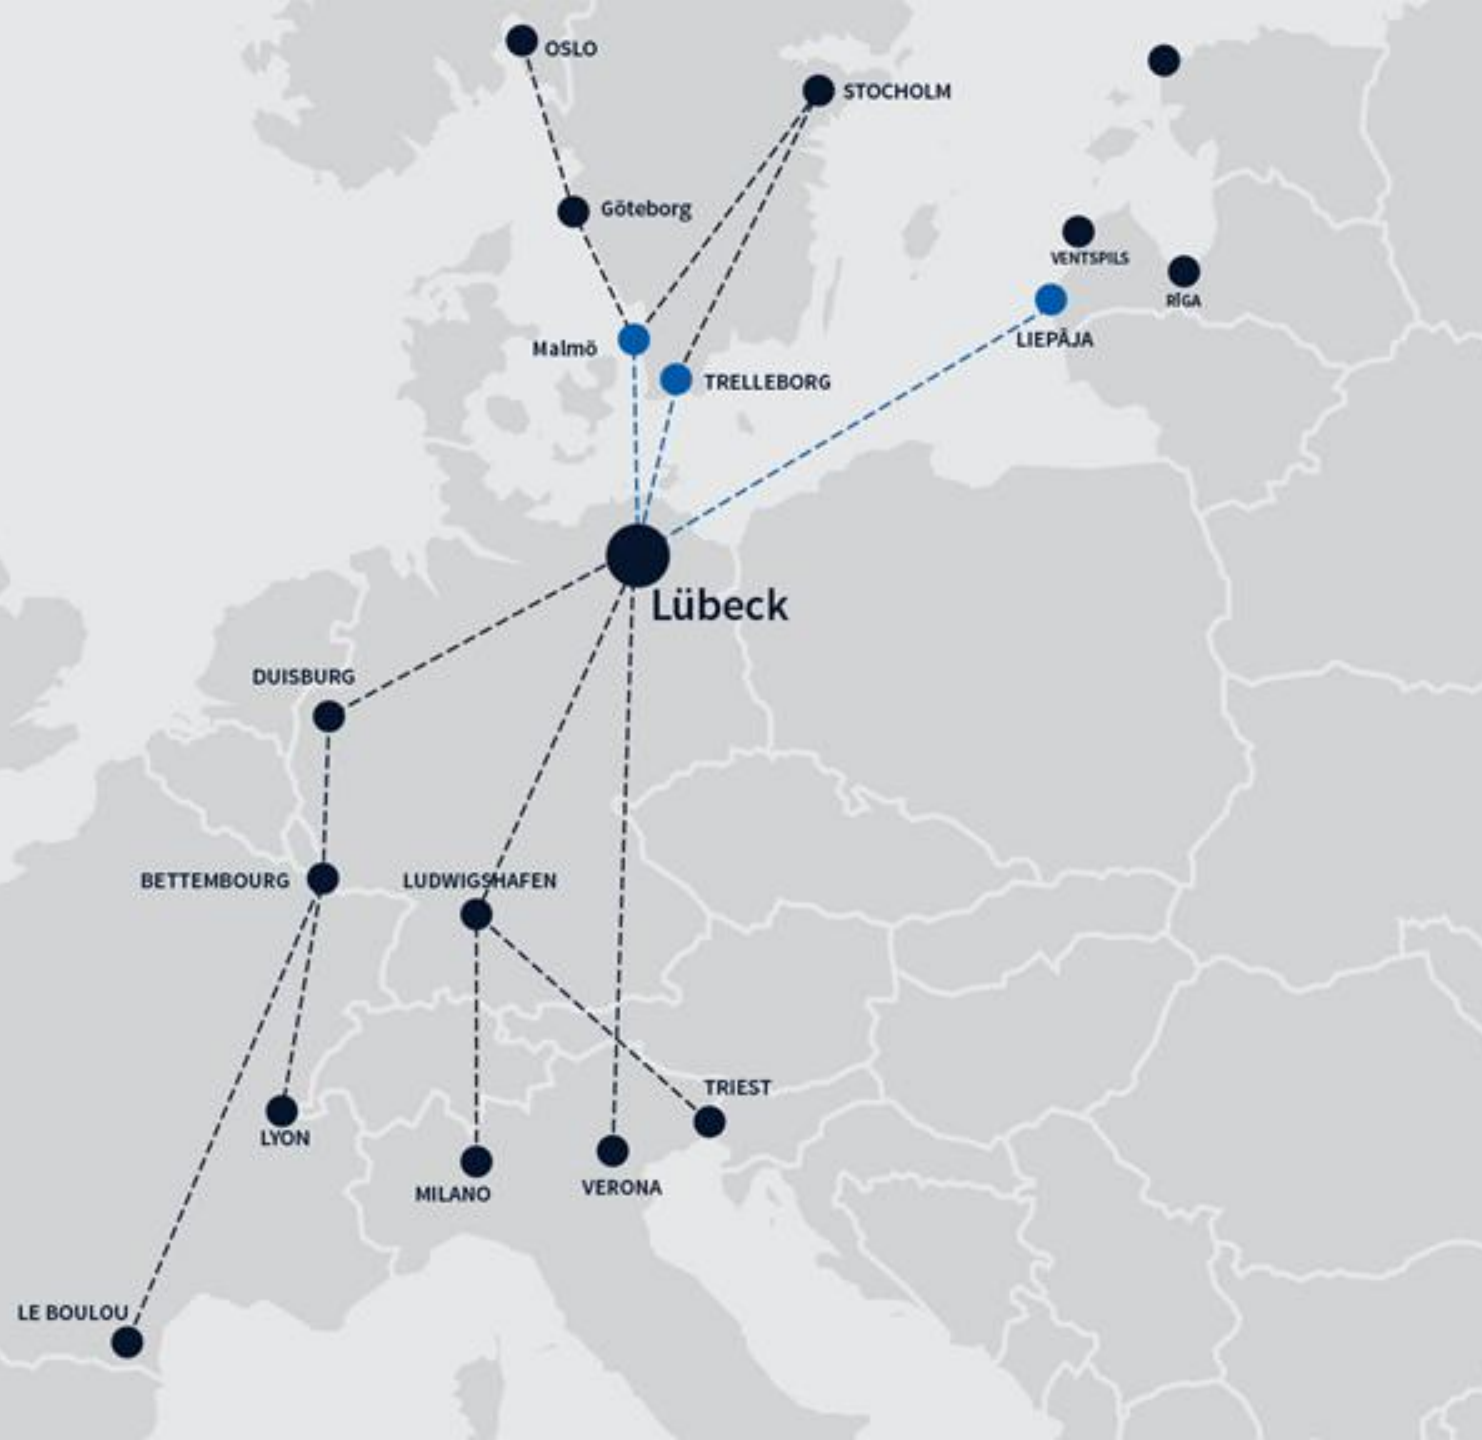 OSLO
STOCHOLM
Göteborg
VENTSPILS
RĪGA
LIEPĀJA
Malmö
TRELLEBORG
Lübeck
DUISBURG
BETTEMBOURG
LUDWIGSHAFEN
TRIEST
LYON
MILANO
VERONA
LE BOULOU